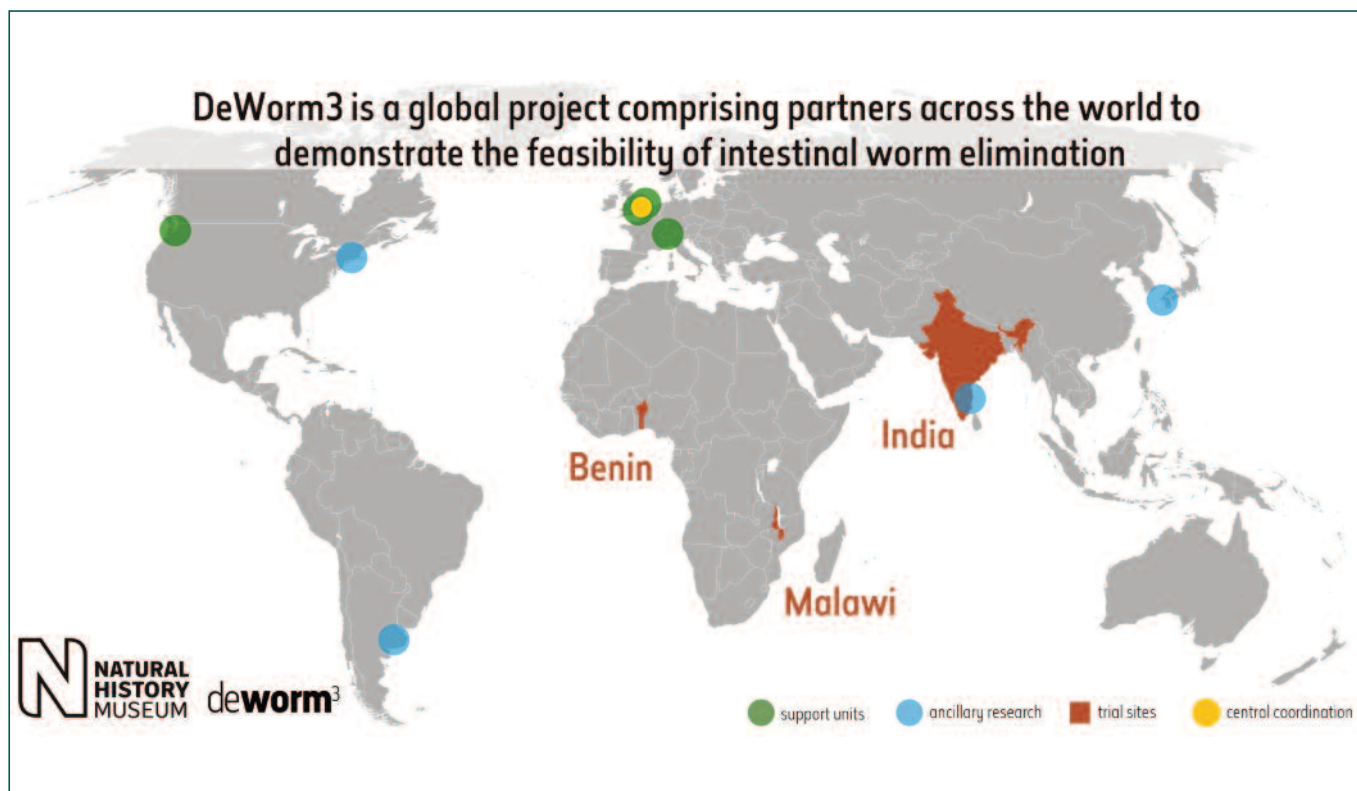 DeWorm3 is a global project comprising partners across the world to
demonstrate the feasibility of intestinal worm elimination
India
Benin
Malawi
N NATURAL
HISTORY
MUSEUM
deworm³
support units
ancillary research
trial sites
central coordination